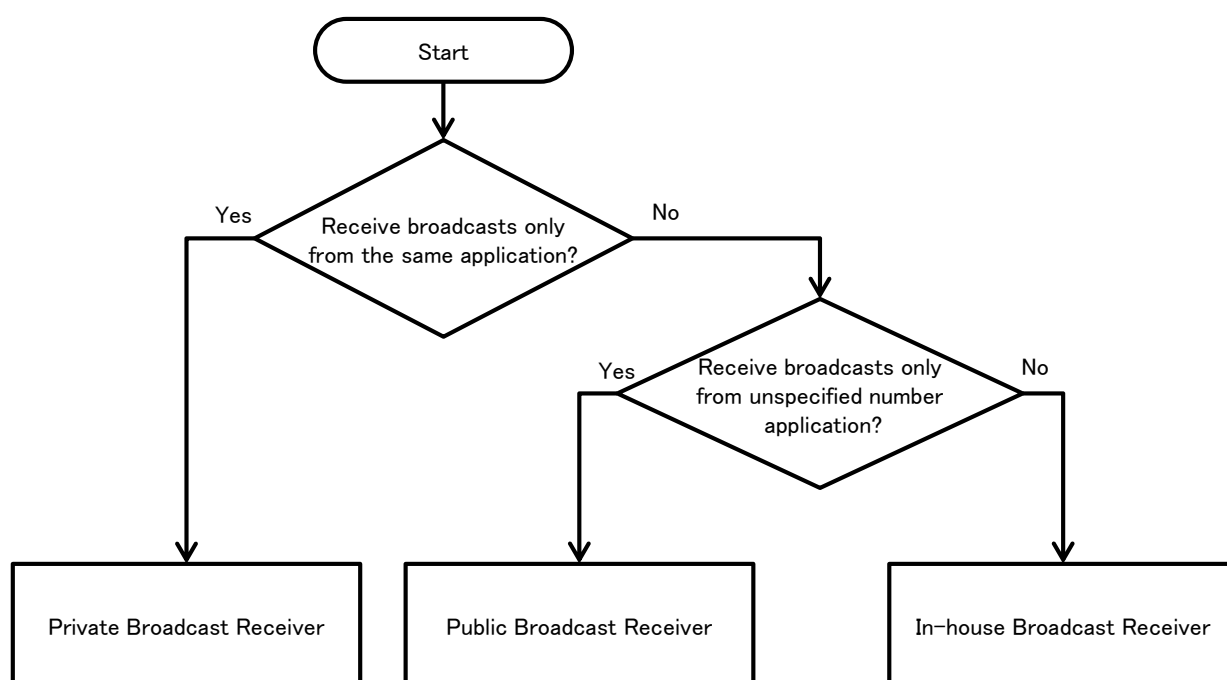 Start
Yes
No
Receive broadcasts only
from the same application?
Yes
No
Receive broadcasts only
from unspecified number
application?
Private Broadcast Receiver
Public Broadcast Receiver
In-house Broadcast Receiver